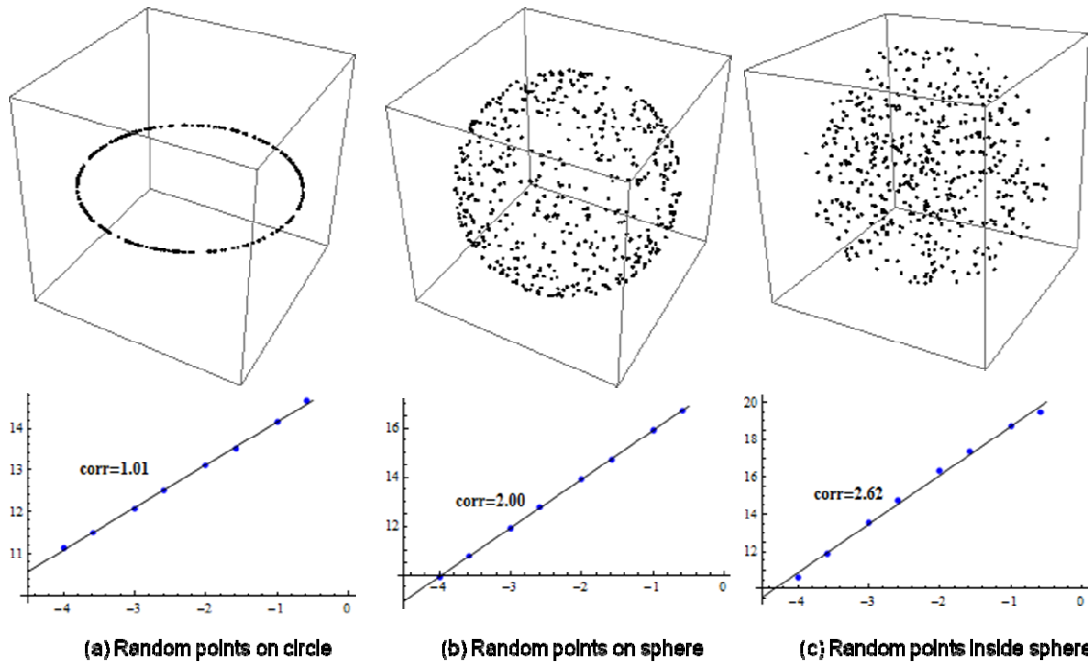 14
13
12
11
corr=1.01
−4 −3 −2 −1 0
16
14
12
10
corr=2.00
−4 −3 −2 −1 0
20
18
16
14
12
10
corr=2.62
−4 −3 −2 −1 0
(a) Random points on circle
(b) Random points on sphere
(c) Random points inside sphere